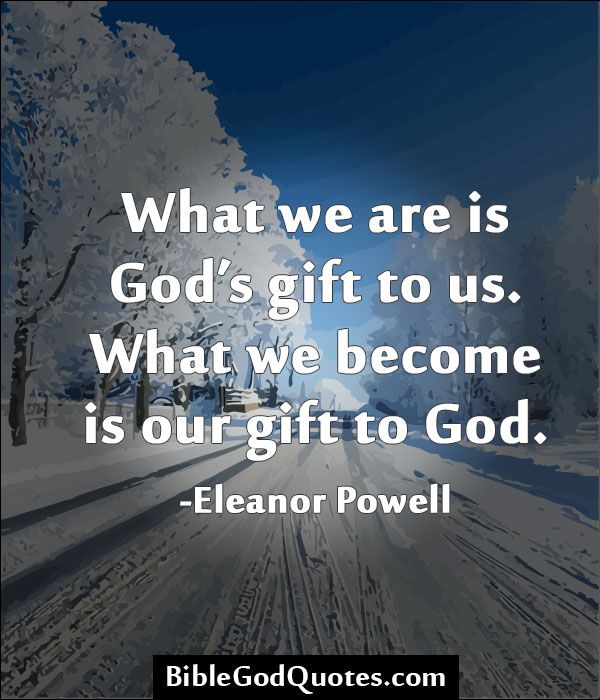 What we are is
God's gift to us.
What we become
is our gift to God.
-Eleanor Powell
BibleGodQuotes.com